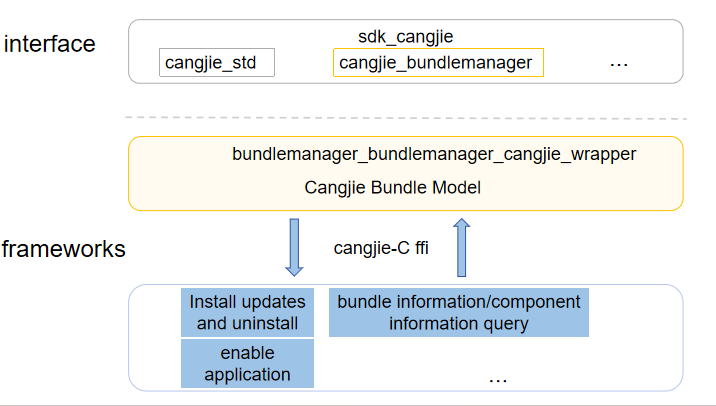 interface
sdk_cangjie
cangjie_std
cangjie_bundlemanager
...
bundlemanager_bundlemanager_cangjie_wrapper
Cangjie Bundle Model
frameworks
cangjie-C ffi
Install updates
and uninstall
bundle information/component
information query
enable
application
...